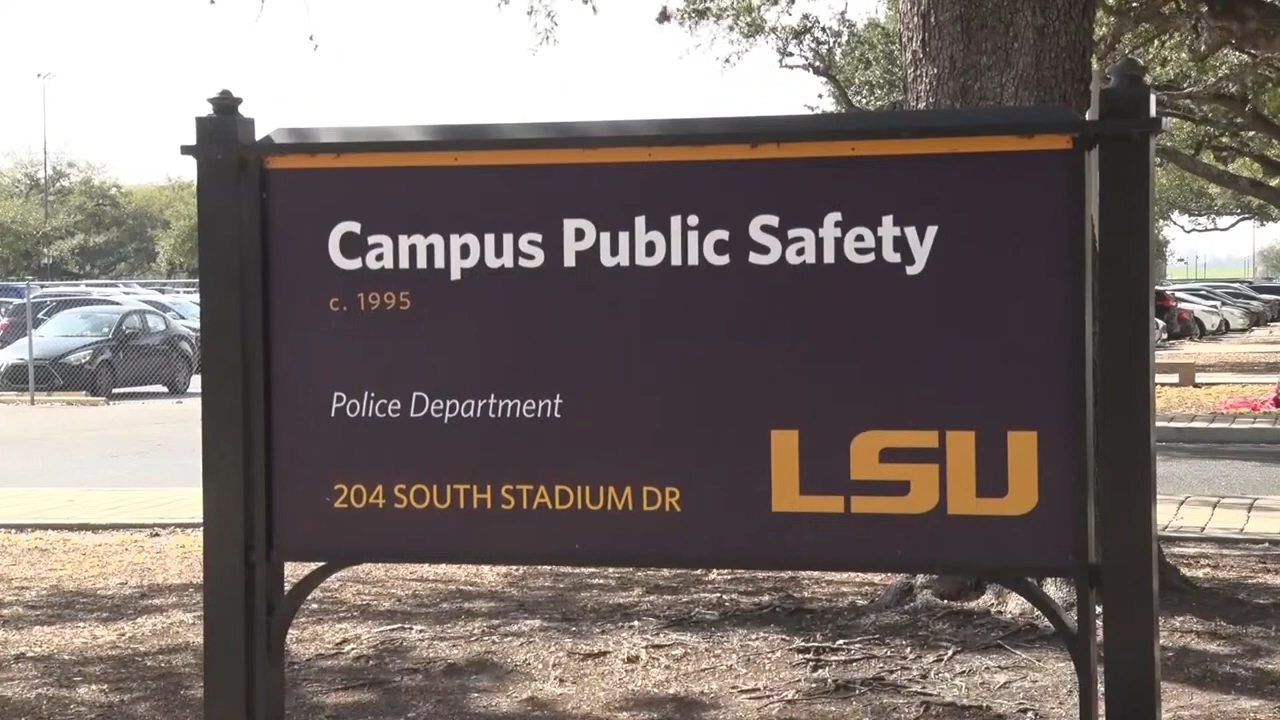 Campus Public Safety
c. 1995
Police Department
204 SOUTH STADIUM DR
LSU